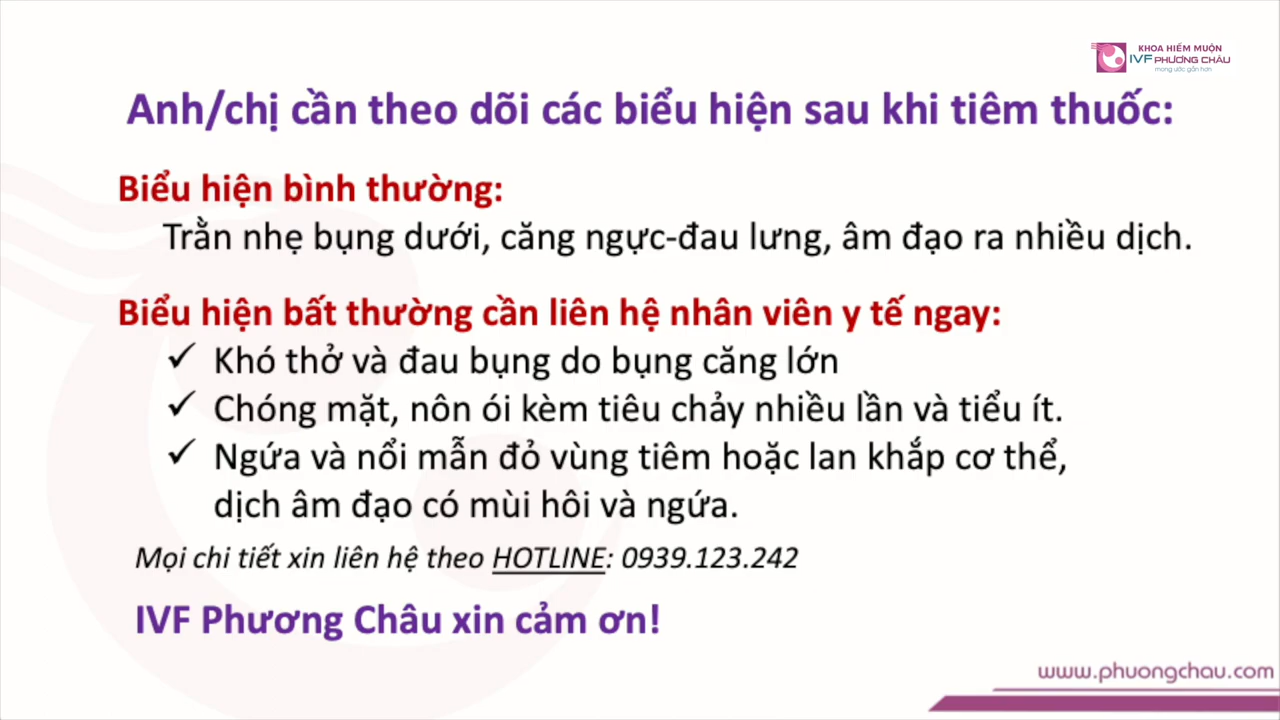 KHOA HIẾM MUỘN
IVF PHƯƠNG CHÂU
mong ước gần hơn
Anh/chị cần theo dõi các biểu hiện sau khi tiêm thuốc:
Biểu hiện bình thường:
Trằn nhẹ bụng dưới, căng ngực-đau lưng, âm đạo ra nhiều dịch.
Biểu hiện bất thường cần liên hệ nhân viên y tế ngay:
✓ Khó thở và đau bụng do bụng căng lớn
✓ Chóng mặt, nôn ói kèm tiêu chảy nhiều lần và tiểu ít.
✓ Ngứa và nổi mẫn đỏ vùng tiêm hoặc lan khắp cơ thể,
dịch âm đạo có mùi hôi và ngứa.
Mọi chi tiết xin liên hệ theo HOTLINE: 0939.123.242
IVF Phương Châu xin cảm ơn!
www.phuongchau.com